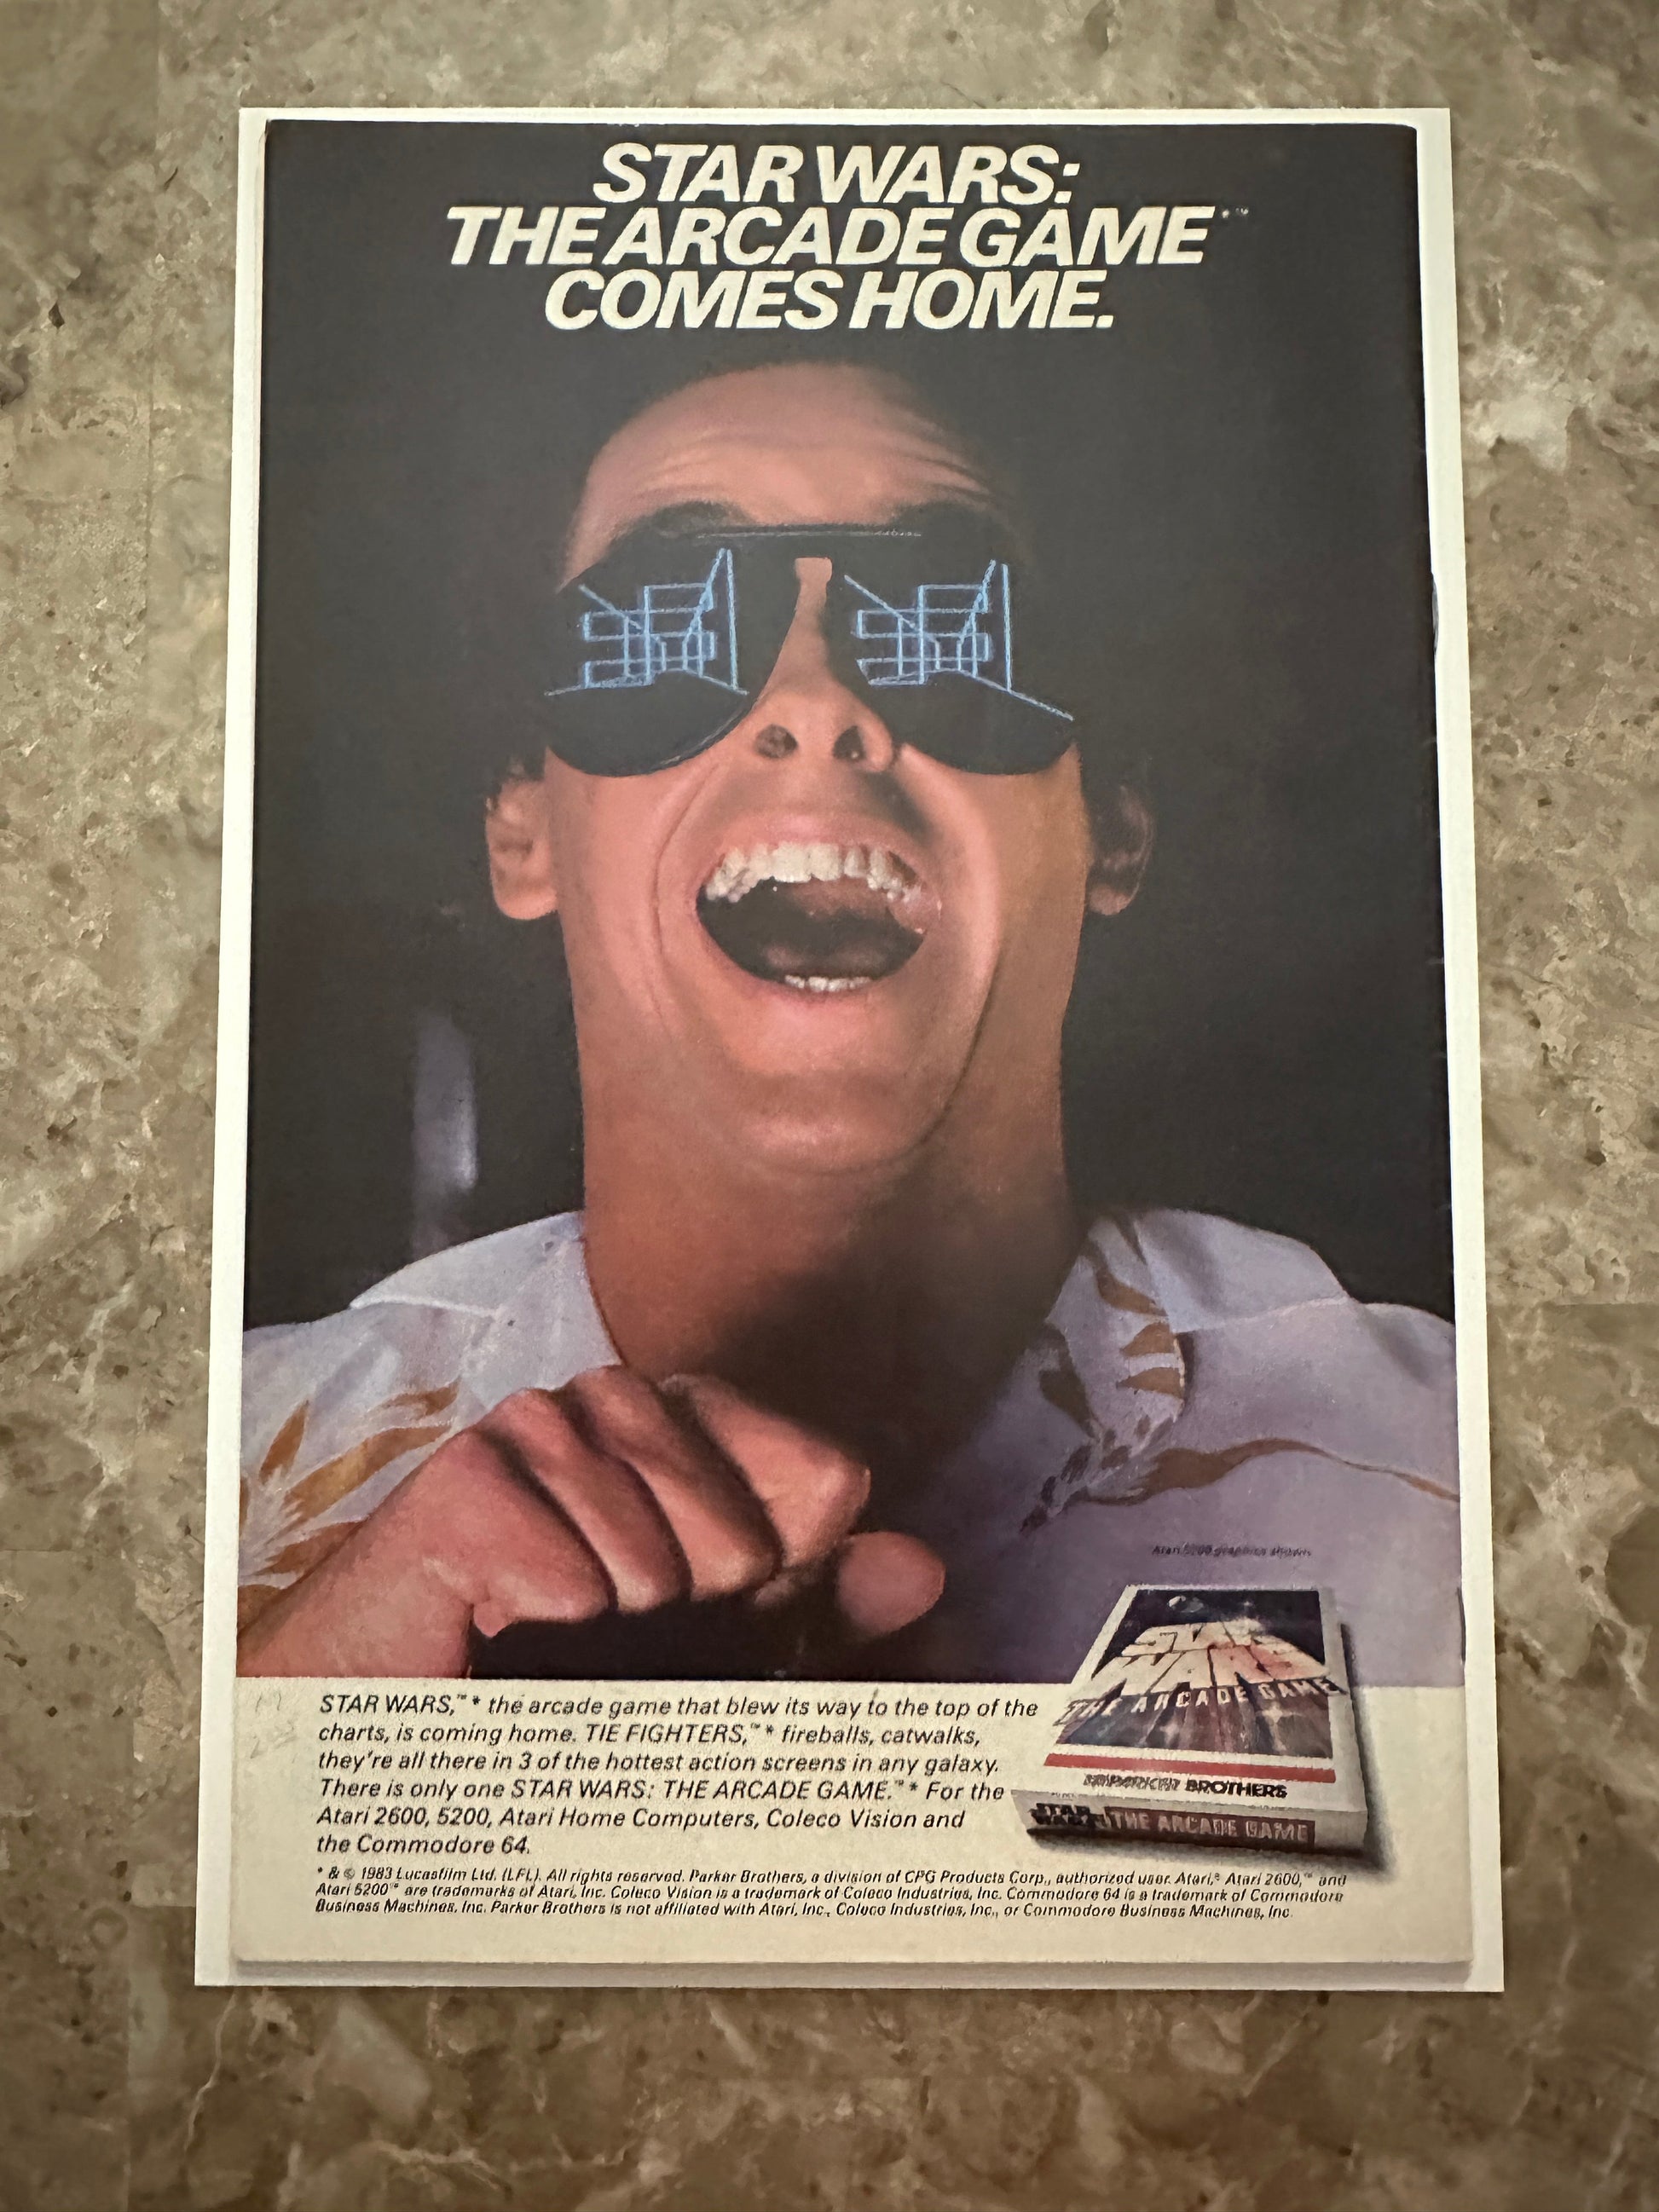 STAR WARS:
THE ARCADE GAME*™
COMES HOME.
Atari 5200 graphics shown
STAR WARS
THE ARCADE GAME
PARKER BROTHERS
STAR WARS THE ARCADE GAME
STAR WARS,™* the arcade game that blew its way to the top of the
charts, is coming home. TIE FIGHTERS,™* fireballs, catwalks,
they're all there in 3 of the hottest action screens in any galaxy.
There is only one STAR WARS: THE ARCADE GAME.™* For the
Atari 2600, 5200, Atari Home Computers, Coleco Vision and
the Commodore 64.
* & © 1983 Lucasfilm Ltd. (LFL). All rights reserved. Parker Brothers, a division of CPG Products Corp., authorized user. Atari,® Atari 2600,™ and
Atari 5200™ are trademarks of Atari, Inc. Coleco Vision is a trademark of Coleco Industries, Inc. Commodore 64 is a trademark of Commodore
Business Machines, Inc. Parker Brothers is not affiliated with Atari, Inc., Coleco Industries, Inc., or Commodore Business Machines, Inc.